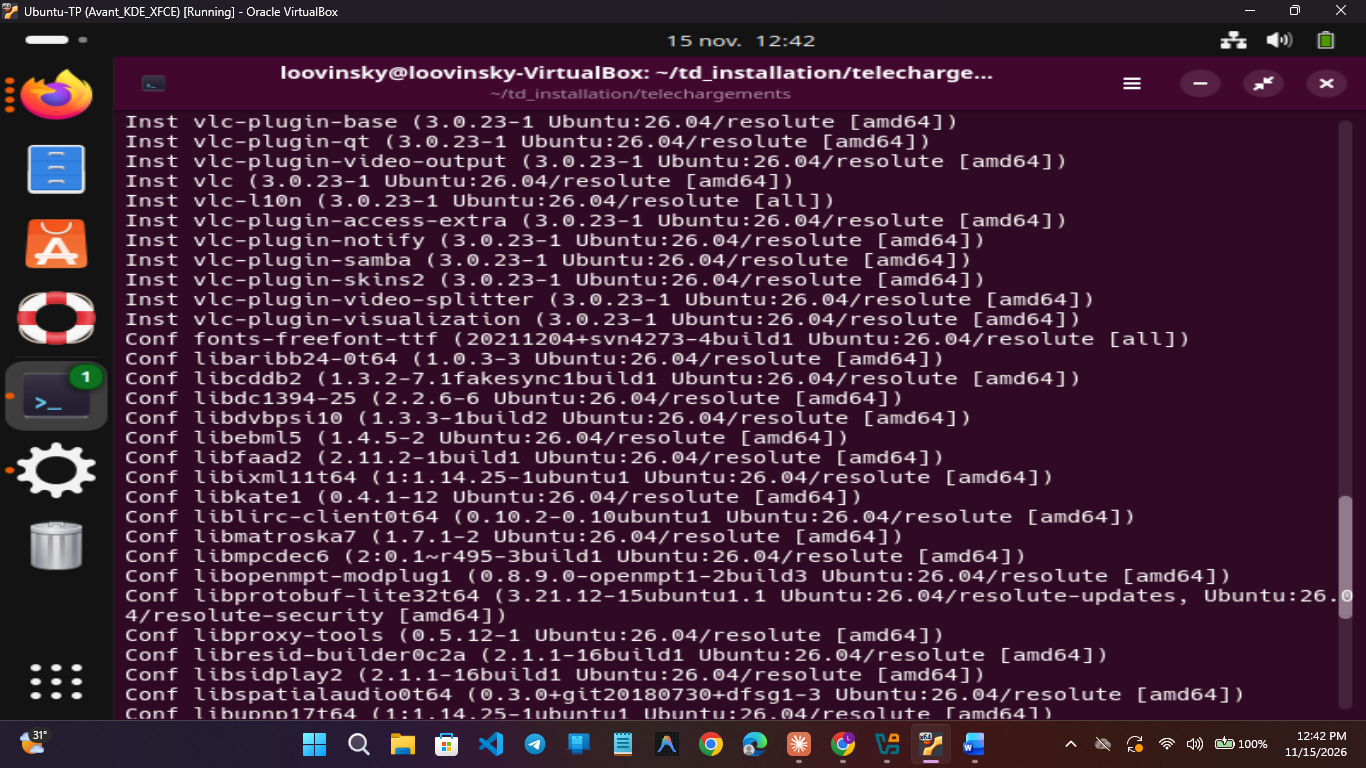 Ubuntu-TP (Avant_KDE_XFCE) [Running] - Oracle VirtualBox
15 nov. 12:42
loovinsky@loovinsky-VirtualBox: ~/td_installation/telecharge...
~/td_installation/telechargements
Inst vlc-plugin-base (3.0.23-1 Ubuntu:26.04/resolute [amd64])
Inst vlc-plugin-qt (3.0.23-1 Ubuntu:26.04/resolute [amd64])
Inst vlc-plugin-video-output (3.0.23-1 Ubuntu:26.04/resolute [amd64])
Inst vlc (3.0.23-1 Ubuntu:26.04/resolute [amd64])
Inst vlc-l10n (3.0.23-1 Ubuntu:26.04/resolute [all])
Inst vlc-plugin-access-extra (3.0.23-1 Ubuntu:26.04/resolute [amd64])
Inst vlc-plugin-notify (3.0.23-1 Ubuntu:26.04/resolute [amd64])
Inst vlc-plugin-samba (3.0.23-1 Ubuntu:26.04/resolute [amd64])
Inst vlc-plugin-skins2 (3.0.23-1 Ubuntu:26.04/resolute [amd64])
Inst vlc-plugin-video-splitter (3.0.23-1 Ubuntu:26.04/resolute [amd64])
Inst vlc-plugin-visualization (3.0.23-1 Ubuntu:26.04/resolute [amd64])
Conf fonts-freefont-ttf (20211204+svn4273-4build1 Ubuntu:26.04/resolute [all])
Conf libaribb24-0t64 (1.0.3-3 Ubuntu:26.04/resolute [amd64])
Conf libcddb2 (1.3.2-7.1fakesync1build1 Ubuntu:26.04/resolute [amd64])
Conf libdc1394-25 (2.2.6-6 Ubuntu:26.04/resolute [amd64])
Conf libdvbpsi10 (1.3.3-1build2 Ubuntu:26.04/resolute [amd64])
Conf libebml5 (1.4.5-2 Ubuntu:26.04/resolute [amd64])
Conf libfaad2 (2.11.2-1build1 Ubuntu:26.04/resolute [amd64])
Conf libixml11t64 (1:1.14.25-1ubuntu1 Ubuntu:26.04/resolute [amd64])
Conf libkate1 (0.4.1-12 Ubuntu:26.04/resolute [amd64])
Conf liblirc-client0t64 (0.10.2-0.10ubuntu1 Ubuntu:26.04/resolute [amd64])
Conf libmatroska7 (1.7.1-2 Ubuntu:26.04/resolute [amd64])
Conf libmpcdec6 (2:0.1~r495-3build1 Ubuntu:26.04/resolute [amd64])
Conf libopenmpt-modplug1 (0.8.9.0-openmpt1-2build3 Ubuntu:26.04/resolute [amd64])
Conf libprotobuf-lite32t64 (3.21.12-15ubuntu1.1 Ubuntu:26.04/resolute-updates, Ubuntu:26.0
4/resolute-security [amd64])
Conf libproxy-tools (0.5.12-1 Ubuntu:26.04/resolute [amd64])
Conf libresid-builder0c2a (2.1.1-16build1 Ubuntu:26.04/resolute [amd64])
Conf libsidplay2 (2.1.1-16build1 Ubuntu:26.04/resolute [amd64])
Conf libspatialaudio0t64 (0.3.0+git20180730+dfsg1-3 Ubuntu:26.04/resolute [amd64])
Conf libupnp17t64 (1:1.14.25-1ubuntu1 Ubuntu:26.04/resolute [amd64])
1
31°
100%
12:42 PM
11/15/2026